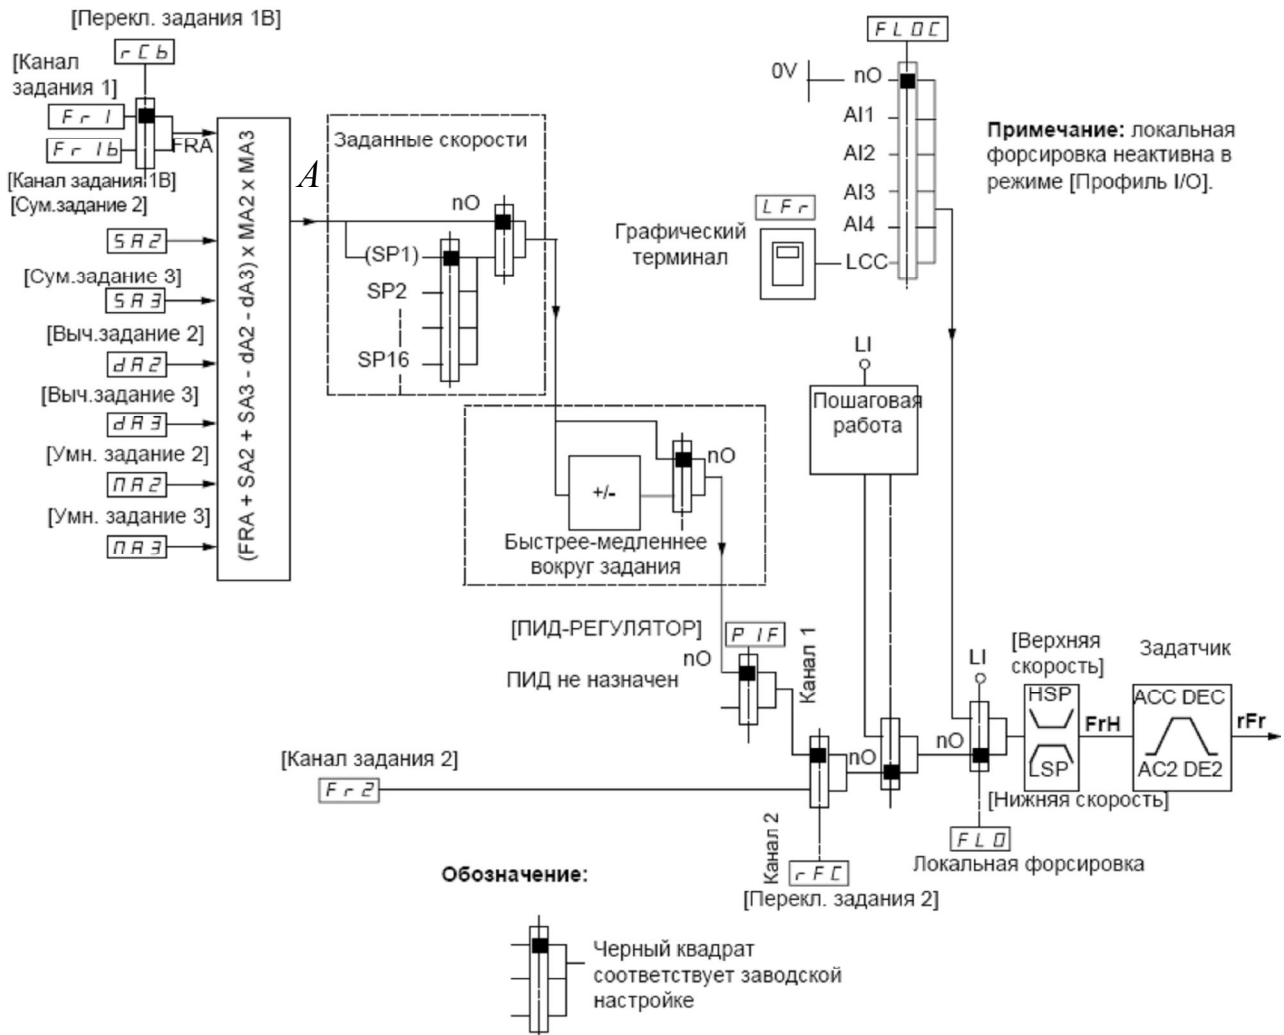 [Перекл. задания 1В]
rCb
[Канал
задания 1]
Fr1
Fr1b
FRA
[Канал задания 1В]
[Сум.задание 2]
SA2
[Сум.задание 3]
SA3
[Выч.задание 2]
dA2
[Выч.задание 3]
dA3
[Умн. задание 2]
MA2
[Умн. задание 3]
MA3
(FRA + SA2 + SA3 - dA2 - dA3) x MA2 x MA3
A
Заданные скорости
nO
(SP1)
SP2
SP16
+/-
nO
Быстрее-медленнее
вокруг задания
[ПИД-РЕГУЛЯТОР]
PIF
nO
ПИД не назначен
Канал 1
[Канал задания 2]
Fr2
Канал 2
rFC
[Перекл. задания 2]
nO
FLOC
0V
nO
AI1
AI2
AI3
AI4
LCC
LFr
Графический
терминал
Примечание: локальная
форсировка неактивна в
режиме [Профиль I/O].
LI
Пошаговая
работа
LI
nO
FLO
Локальная форсировка
[Верхняя
скорость]
HSP
LSP
[Нижняя скорость]
FrH
Задатчик
ACC DEC
AC2 DE2
rFr
Обозначение:
Черный квадрат
соответствует заводской
настройке